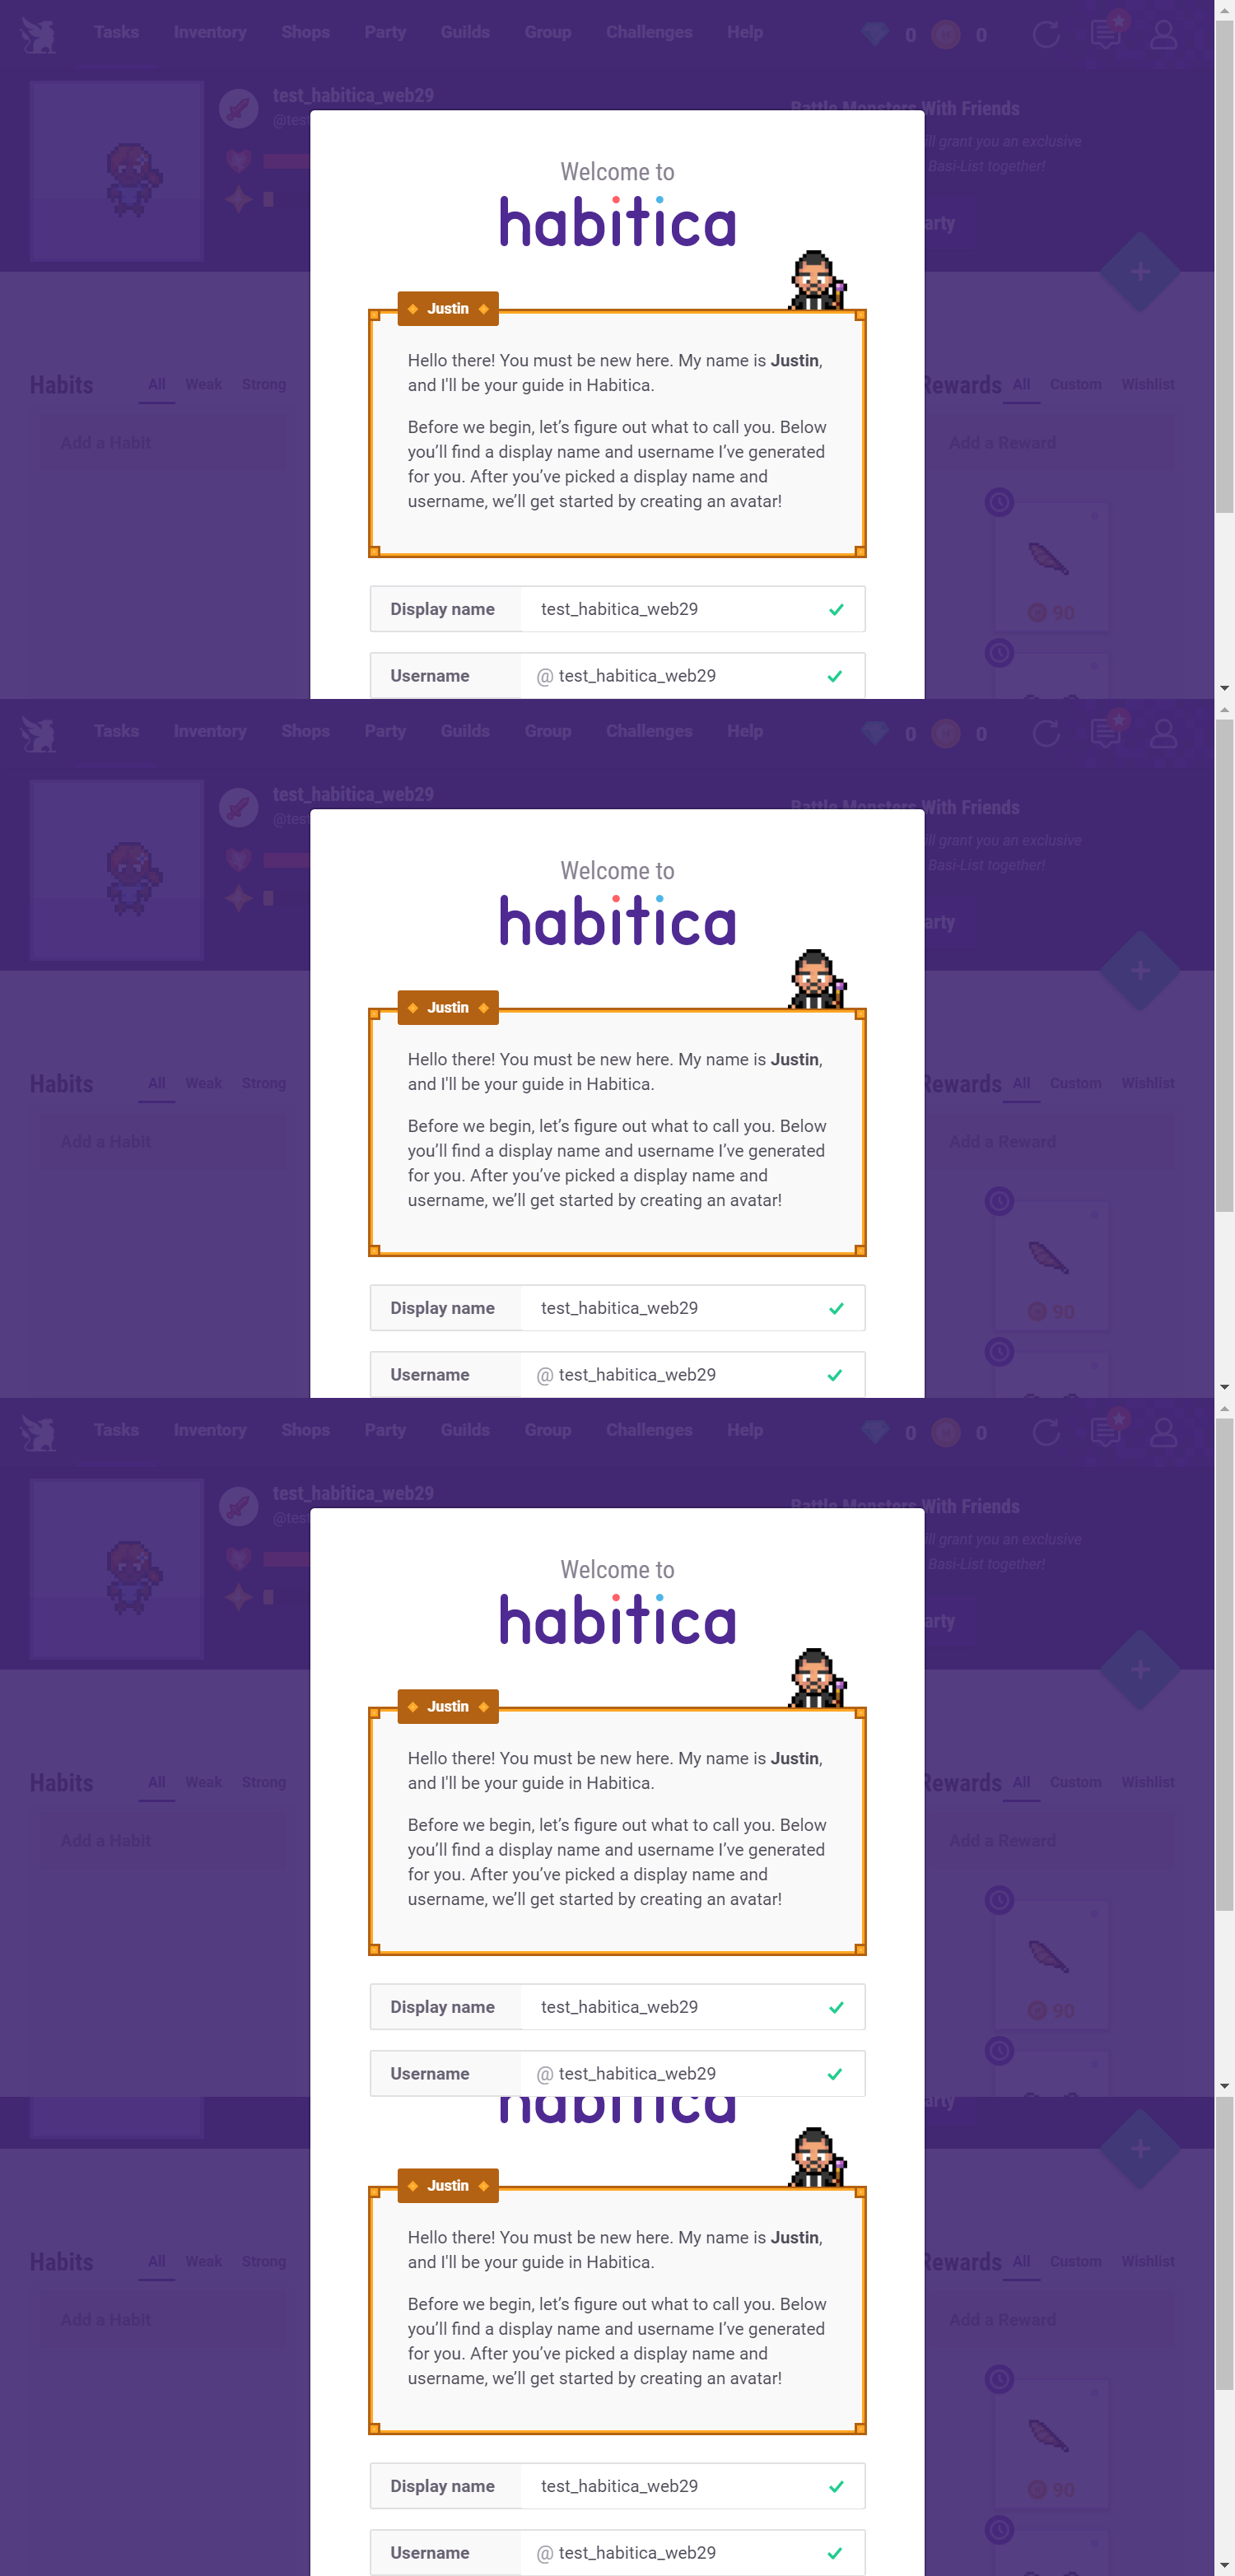 Tasks Inventory Shops Party Guilds Group Challenges Help 0 0
test_habitica_web29
@tes
Battle Monsters With Friends
ill grant you an exclusive
Basi-List together!
arty
Welcome to
habitica
Justin
Hello there! You must be new here. My name is Justin,
and I'll be your guide in Habitica.
Before we begin, let’s figure out what to call you. Below
you’ll find a display name and username I’ve generated
for you. After you’ve picked a display name and
username, we’ll get started by creating an avatar!
Habits All Weak Strong
Rewards All Custom Wishlist
Add a Habit
Add a Reward
90
Display name test_habitica_web29
Username @ test_habitica_web29
Tasks Inventory Shops Party Guilds Group Challenges Help 0 0
test_habitica_web29
@tes
Battle Monsters With Friends
ill grant you an exclusive
Basi-List together!
arty
Welcome to
habitica
Justin
Hello there! You must be new here. My name is Justin,
and I'll be your guide in Habitica.
Before we begin, let’s figure out what to call you. Below
you’ll find a display name and username I’ve generated
for you. After you’ve picked a display name and
username, we’ll get started by creating an avatar!
Habits All Weak Strong
Rewards All Custom Wishlist
Add a Habit
Add a Reward
90
Display name test_habitica_web29
Username @ test_habitica_web29
Tasks Inventory Shops Party Guilds Group Challenges Help 0 0
test_habitica_web29
@tes
Battle Monsters With Friends
ill grant you an exclusive
Basi-List together!
arty
Welcome to
habitica
Justin
Hello there! You must be new here. My name is Justin,
and I'll be your guide in Habitica.
Before we begin, let’s figure out what to call you. Below
you’ll find a display name and username I’ve generated
for you. After you’ve picked a display name and
username, we’ll get started by creating an avatar!
Habits All Weak Strong
Rewards All Custom Wishlist
Add a Habit
Add a Reward
90
Display name test_habitica_web29
Username @ test_habitica_web29
arty
habitica
Justin
Hello there! You must be new here. My name is Justin,
and I'll be your guide in Habitica.
Before we begin, let’s figure out what to call you. Below
you’ll find a display name and username I’ve generated
for you. After you’ve picked a display name and
username, we’ll get started by creating an avatar!
Habits All Weak Strong
Rewards All Custom Wishlist
Add a Habit
Add a Reward
90
Display name test_habitica_web29
Username @ test_habitica_web29